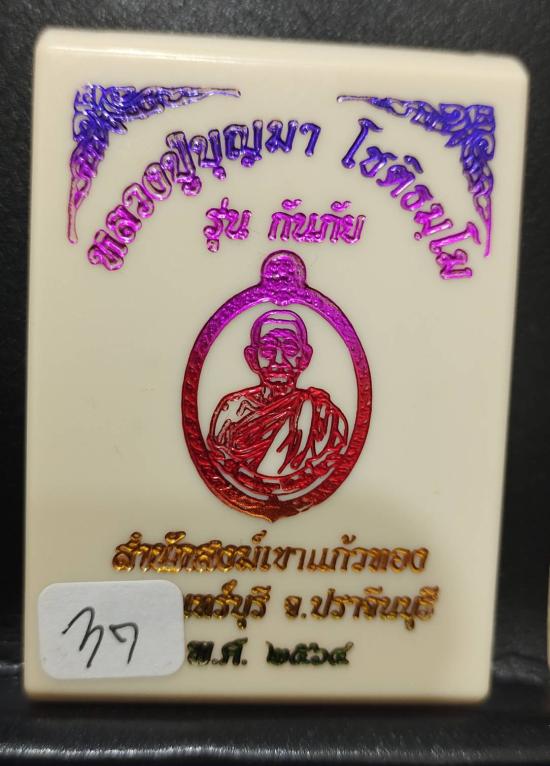 หลวงปู่บุญมา โชติธมฺโม
รุ่น กันภัย
สำนักสงฆ์เขาแก้วทอง
จ.ปราจีนบุรี
พ.ศ. ๒๕๖๔